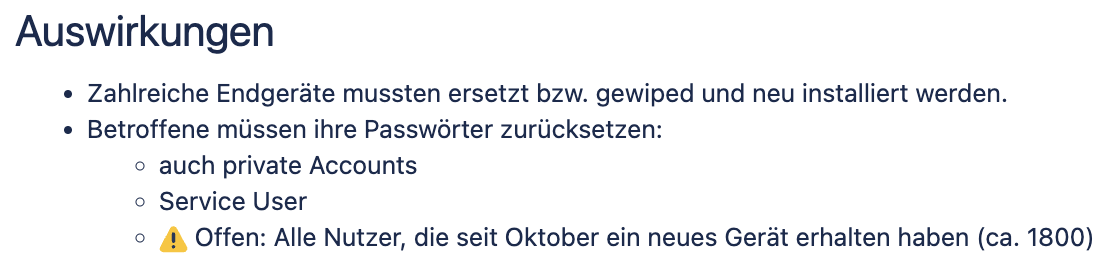 Auswirkungen
• Zahlreiche Endgeräte mussten ersetzt bzw. gewiped und neu installiert werden.
• Betroffene müssen ihre Passwörter zurücksetzen:
◦ auch private Accounts
◦ Service User
◦ ⚠️ Offen: Alle Nutzer, die seit Oktober ein neues Gerät erhalten haben (ca. 1800)